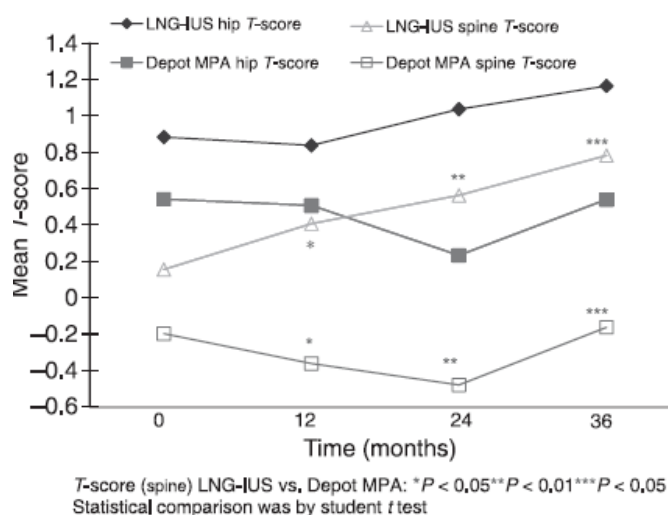 LNG-IUS hip T-score LNG-IUS spine T-score
Depot MPA hip T-score Depot MPA spine T-score
1.4
1.2
1
0.8
0.6
0.4
0.2
0
–0.2
–0.4
–0.6
Mean T-score
*
**
***
*
**
***
0 12 24 36
Time (months)
T-score (spine) LNG-IUS vs. Depot MPA: *P < 0.05**P < 0.01***P < 0.05
Statistical comparison was by student t test